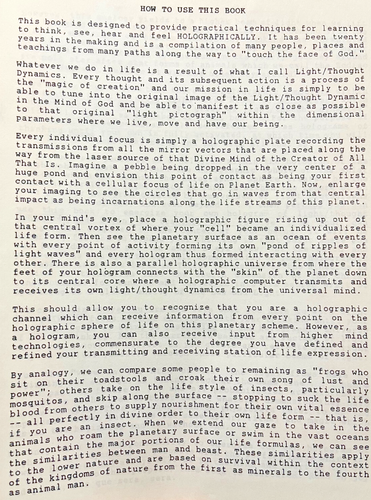 HOW TO USE THIS BOOK
This book is designed to provide practical techniques for learning
to think, see, hear and feel HOLOGRAPHICALLY. It has been twenty
years in the making and is a compilation of many people, places and
teachings from many paths along the way to "touch the face of God."
Whatever we do in life is a result of what I call Light/Thought
Dynamics. Every thought and its subsequent action is a process of
the "magic of creation" and our mission in life is simply to be
able to tune into the original image of the Light/Thought Dynamic
in the Mind of God and be able to manifest it as close as possible
to that original "light pictograph" within the dimensional
parameters where we live, move and have our being.
Every individual focus is simply a holographic plate recording the
transmissions from all the mirror vectors that are placed along the
way from the laser source of that Divine Mind of the Creator of All
That Is. Imagine a pebble being dropped in the very center of a
huge pond and envision this point of contact as being your first
contact with a cellular focus of life on Planet Earth. Now, enlarge
your imaging to see the circles that go in waves from that central
impact as being incarnations along the life streams of this planet.
In your mind's eye, place a holographic figure rising up out of
that central vortex of where your "cell" became an individualized
life form. Then see the planetary surface as an ocean of events
with every point of activity forming its own "pond of ripples of
light waves" and every hologram thus formed interacting with every
other. There is also a parallel holographic universe from where the
feet of your hologram connects with the "skin" of the planet down
to its central core where a holographic computer transmits and
receives its own light/thought dynamics from the universal mind.
This should allow you to recognise that you are a holographic
channel which can receive information from every point on the
holographic sphere of life on this planetary scheme. However, as
a hologram, you can also receive input from higher mind
technologies, commensurate to the degree you have defined and
refined your transmitting and receiving station of life expression.
By analogy, we can compare some people to remaining as "frogs who
sit on their toadstools and croak their own song of lust and
power"; others take on the life style of insects, particularly
mosquitos, and skip along the surface -- stopping to suck the life
blood from others to supply nourishment for their own vital essence
-- all perfectly in divine order to their own life form -- that is,
if you are an insect. When we extend our gaze to take in the
animals who roam the planetary surface or swim in the vast oceans
that contain the major portions of our life formulas, we can see
the similarities between man and beast. These similarities apply
to the lower nature and are based on survival within the context
of the kingdoms of nature from the first as minerals to the fourth
as animal man.